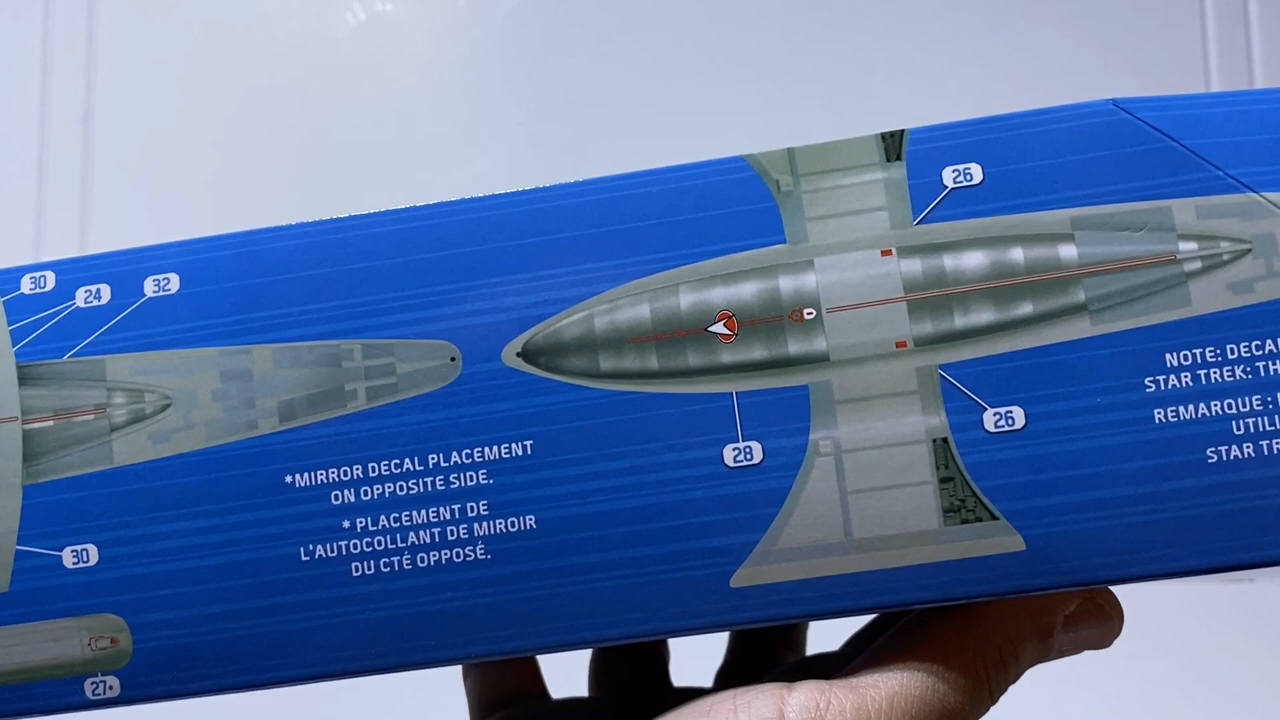 30
24
32
26
28
26
30
27
*MIRROR DECAL PLACEMENT
ON OPPOSITE SIDE.
* PLACEMENT DE
L'AUTOCOLLANT DE MIROIR
DU CTÉ OPPOSÉ.
NOTE: DECA
STAR TREK: TH
REMARQUE :
UTILI
STAR TR